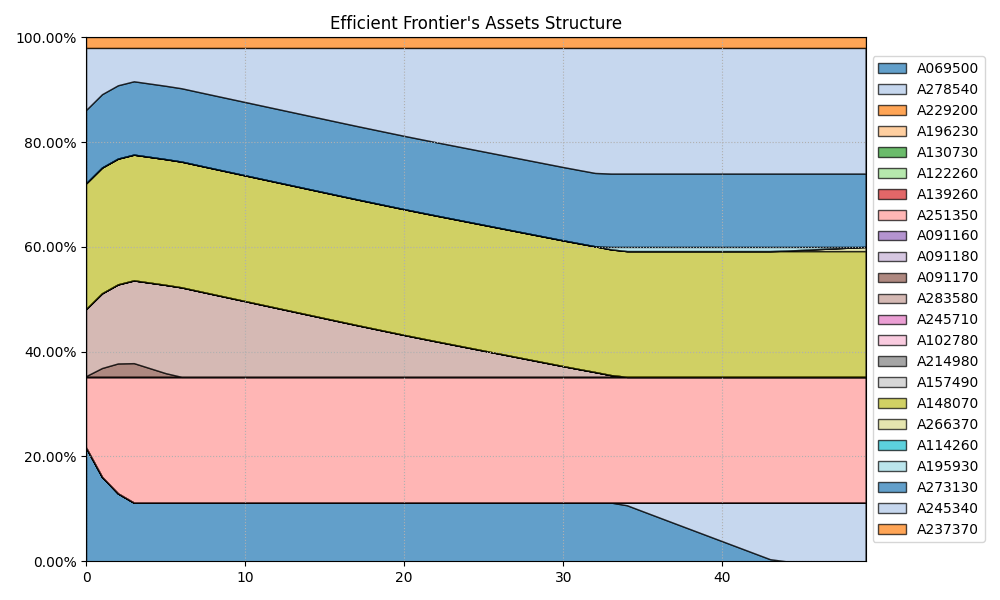 Efficient Frontier's Assets Structure
100.00%
80.00%
60.00%
40.00%
20.00%
0.00%
0
10
20
30
40
A069500
A278540
A229200
A196230
A130730
A122260
A139260
A251350
A091160
A091180
A091170
A283580
A245710
A102780
A214980
A157490
A148070
A266370
A114260
A195930
A273130
A245340
A237370